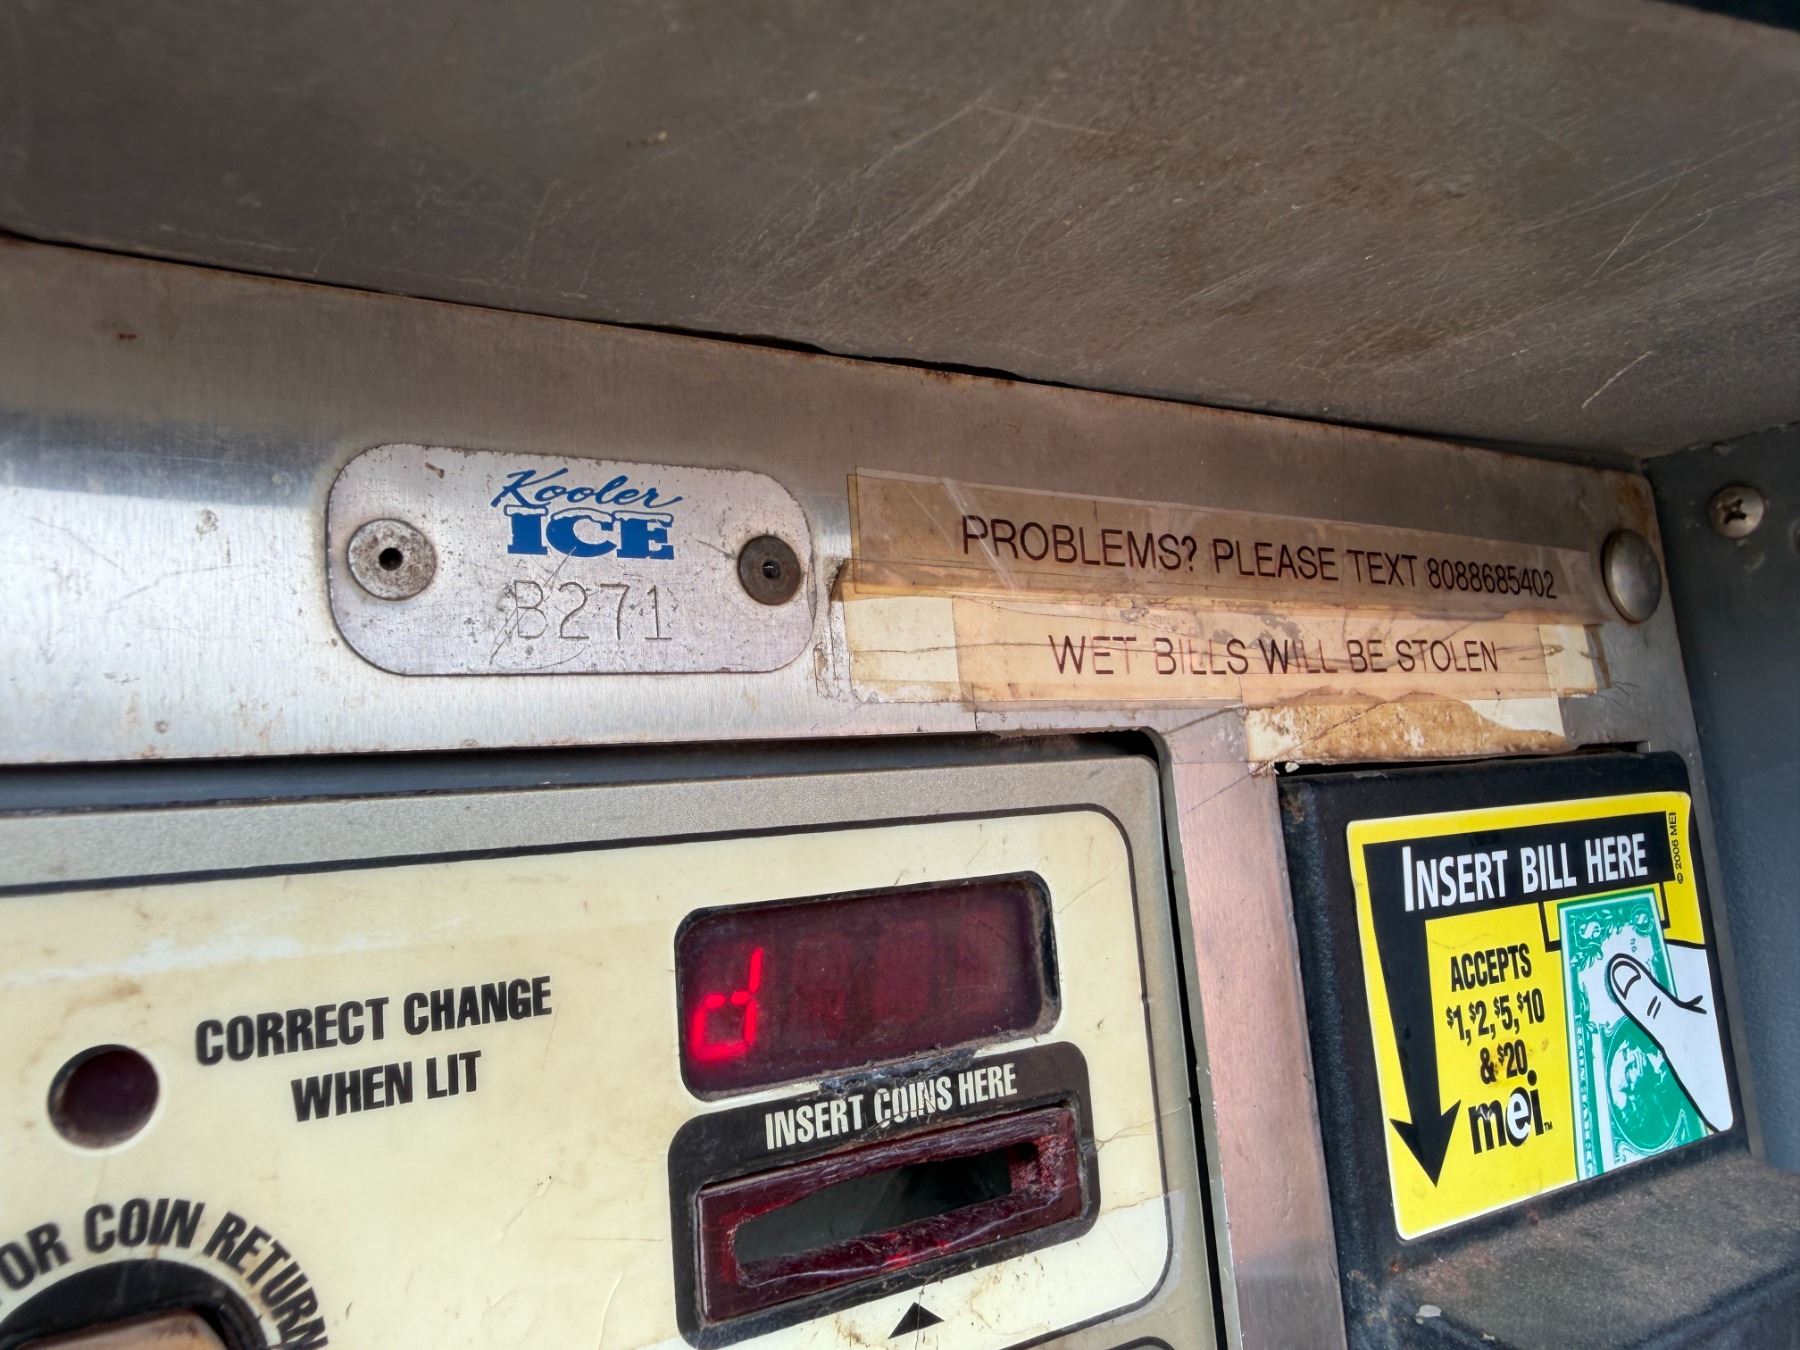 Kooler
ICE
B271
PROBLEMS? PLEASE TEXT 8088685402
WET BILLS WILL BE STOLEN
INSERT BILL HERE
© 2006 MEI
ACCEPTS
$1, $2, $5, $10
& $20
mei™
CORRECT CHANGE
WHEN LIT
d
INSERT COINS HERE
OR COIN RETURN